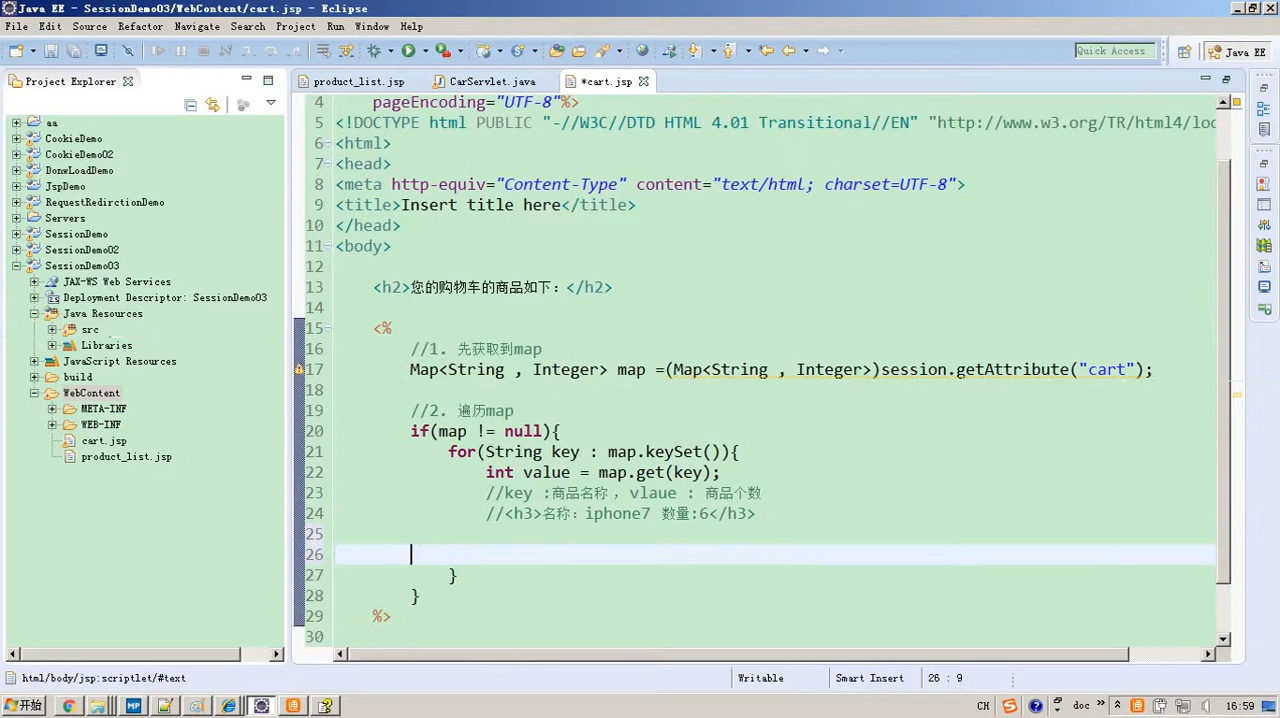 Java EE - SessionDemo03/WebContent/cart.jsp - Eclipse
File Edit Source Refactor Navigate Search Project Run Window Help
Quick Access
Java EE
Project Explorer
product_list.jsp
CarServlet.java
*cart.jsp
aa
CookieDemo
CookieDemo02
DonwLoadDemo
JspDemo
RequestRedirctionDemo
Servers
SessionDemo
SessionDemo02
SessionDemo03
JAX-WS Web Services
Deployment Descriptor: SessionDemo03
Java Resources
src
Libraries
JavaScript Resources
build
WebContent
META-INF
WEB-INF
cart.jsp
product_list.jsp
4 pageEncoding="UTF-8"%>
5 <!DOCTYPE html PUBLIC "-//W3C//DTD HTML 4.01 Transitional//EN" "http://www.w3.org/TR/html4/loo
6 <html>
7 <head>
8 <meta http-equiv="Content-Type" content="text/html; charset=UTF-8">
9 <title>Insert title here</title>
10 </head>
11 <body>
12
13 <h2>您的购物车的商品如下：</h2>
14
15 <%
16 //1. 先获取到map
17 Map<String , Integer> map =(Map<String , Integer>)session.getAttribute("cart");
18
19 //2. 遍历map
20 if(map != null){
21 for(String key : map.keySet()){
22 int value = map.get(key);
23 //key :商品名称 , vlaue : 商品个数
24 //<h3>名称：iphone7 数量:6</h3>
25
26
27 }
28 }
29 %>
30
html/body/jsp:scriptlet/#text
Writable
Smart Insert
26 : 9
开始
CH
doc
16:59